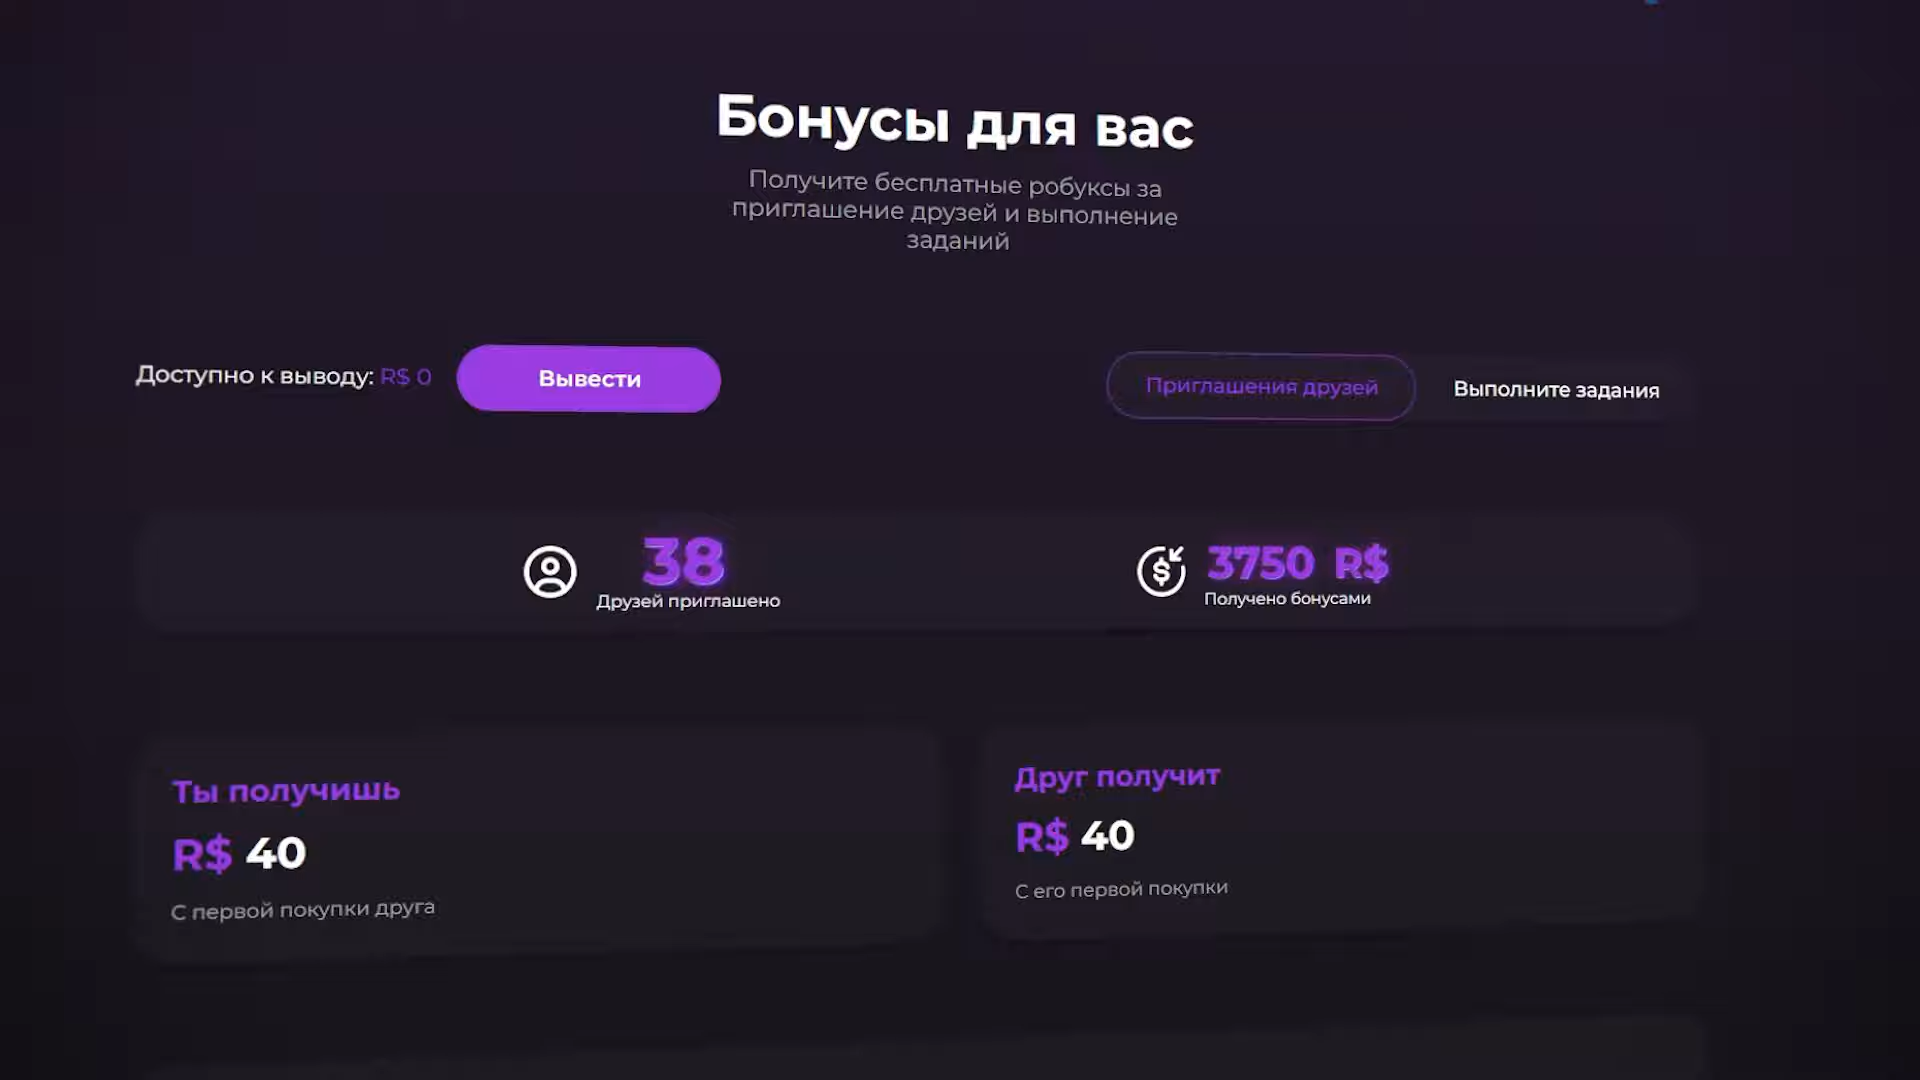 Бонусы для вас
Получите бесплатные робуксы за
приглашение друзей и выполнение
заданий
Доступно к выводу: R$ 0
Вывести
Приглашения друзей
Выполните задания
38
Друзей приглашено
3750 R$
Получено бонусами
Ты получишь
R$ 40
С первой покупки друга
Друг получит
R$ 40
С его первой покупки